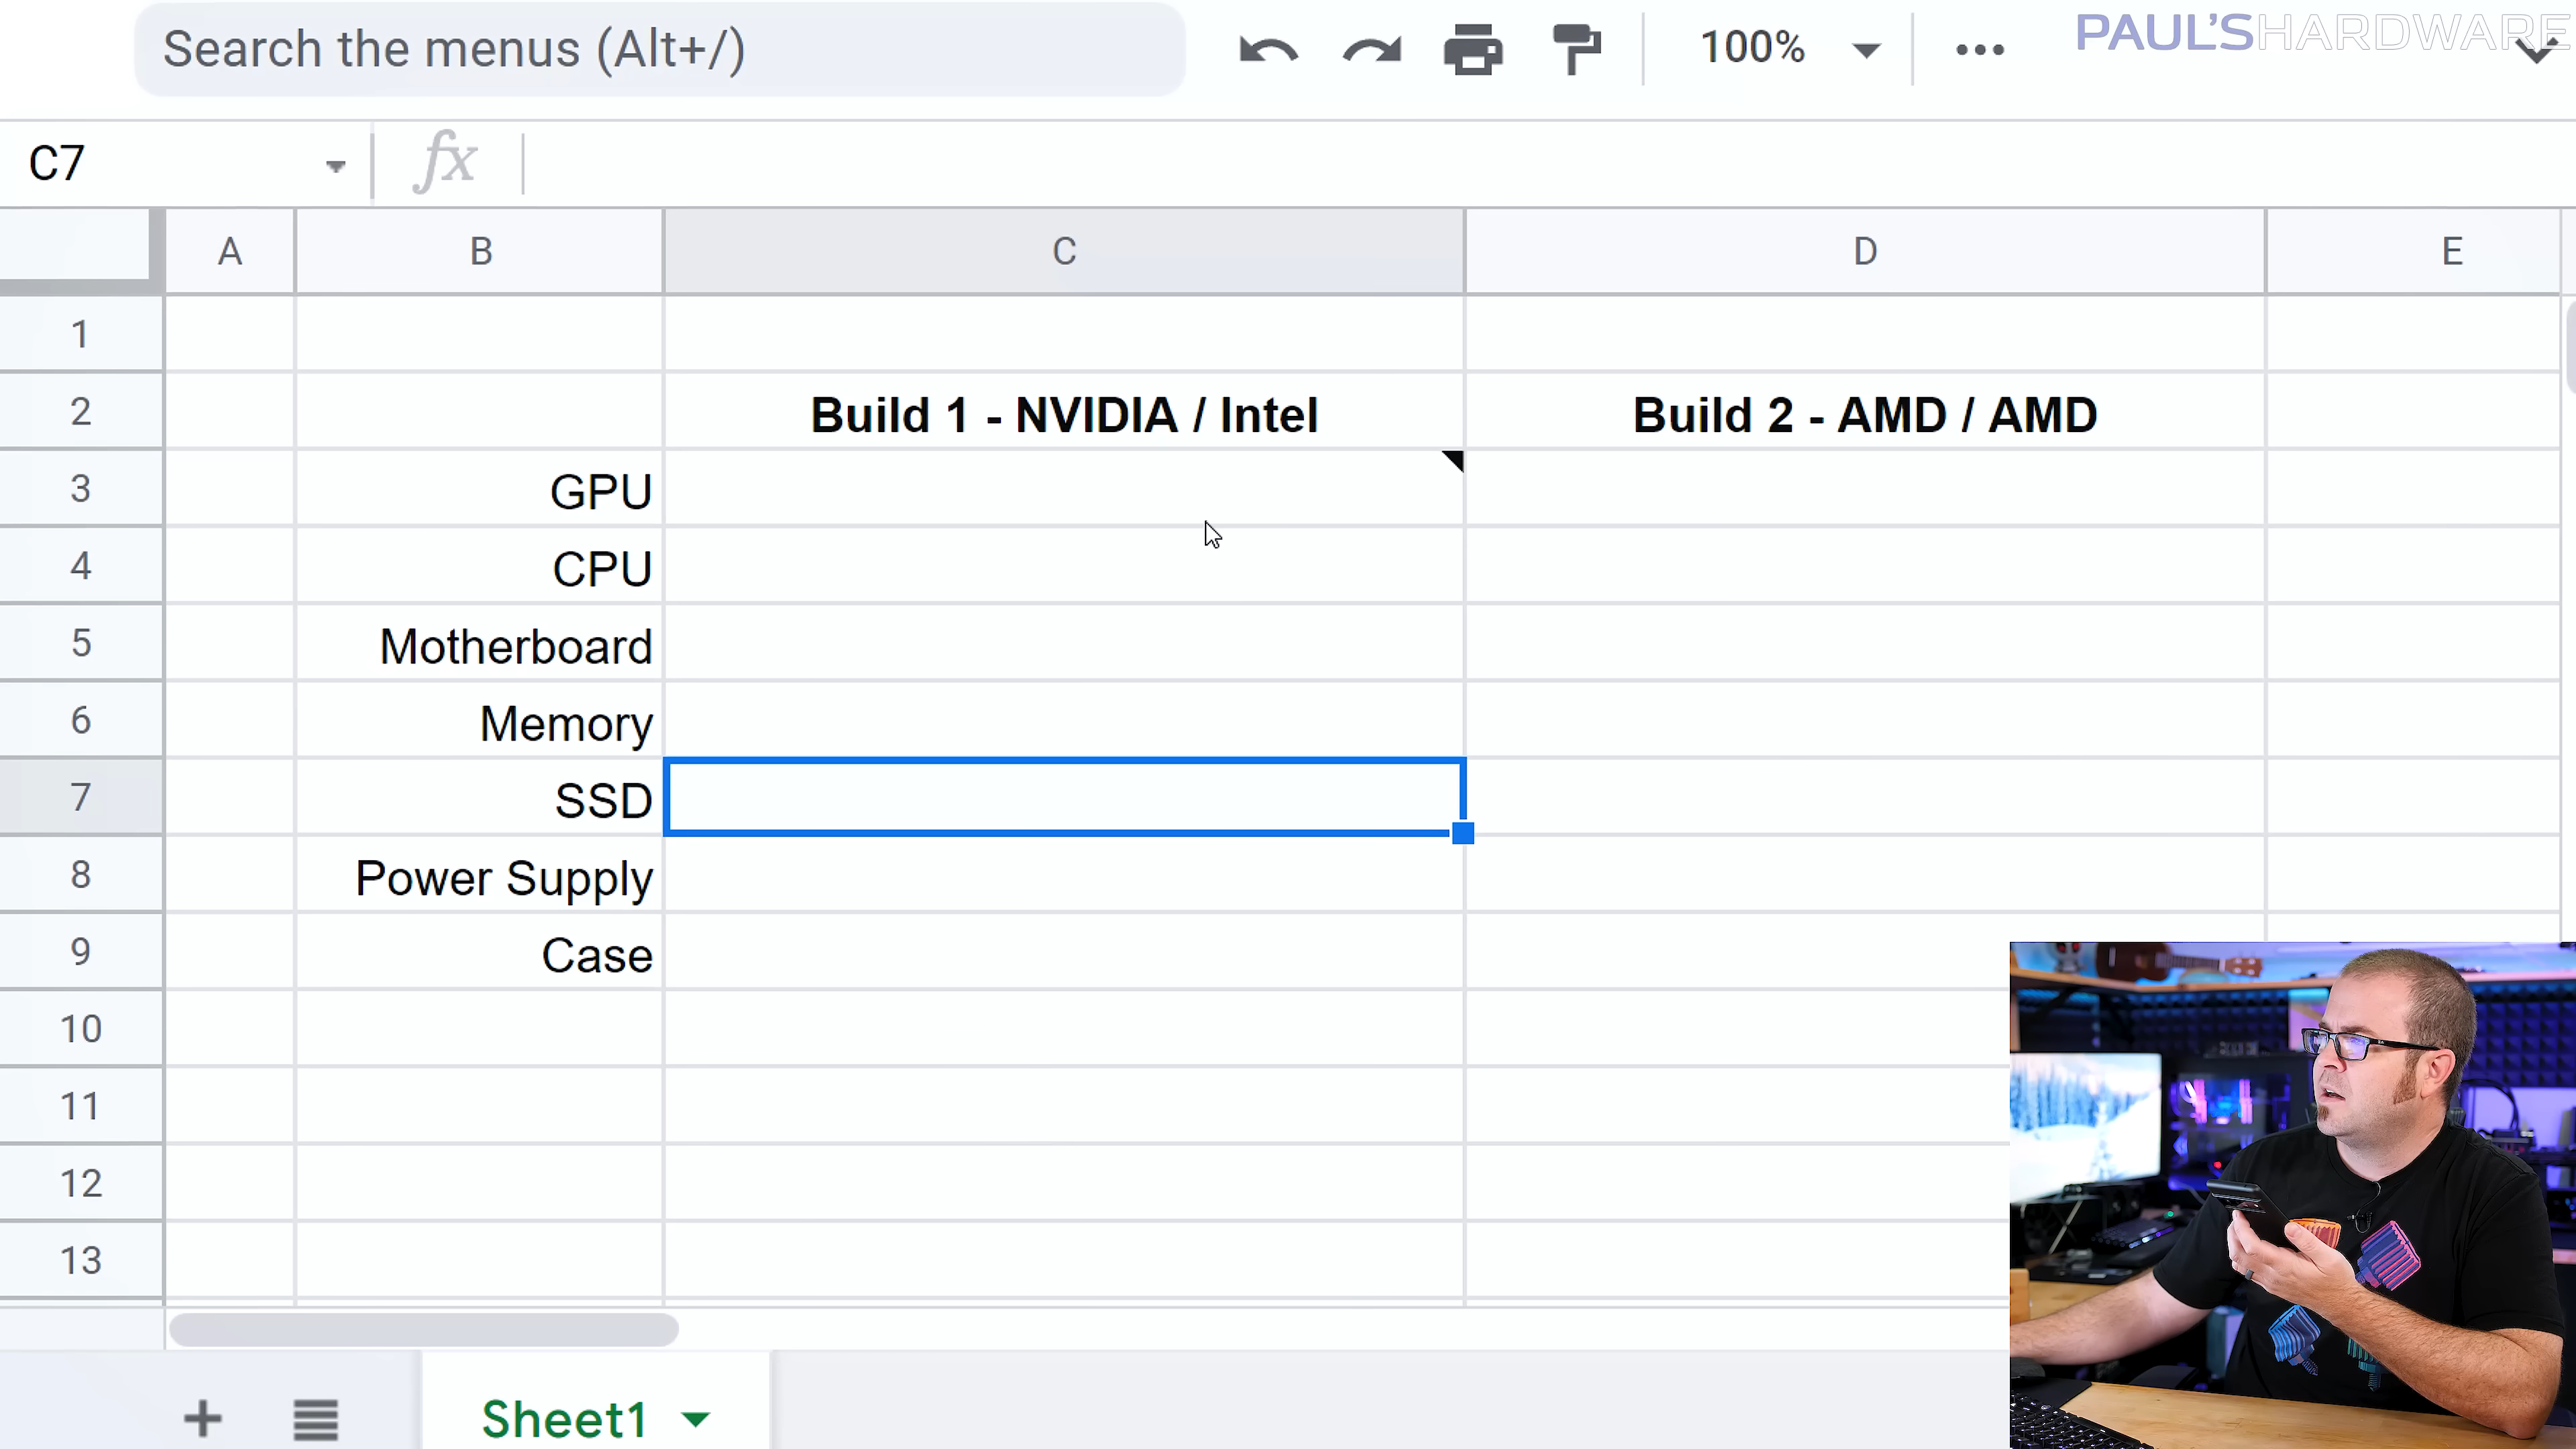 Search the menus (Alt+/)
100%
PAUL'SHARDWARE
C7
fx
A B C D E
1
2 Build 1 - NVIDIA / Intel Build 2 - AMD / AMD
3 GPU
4 CPU
5 Motherboard
6 Memory
7 SSD
8 Power Supply
9 Case
10
11
12
13
Sheet1